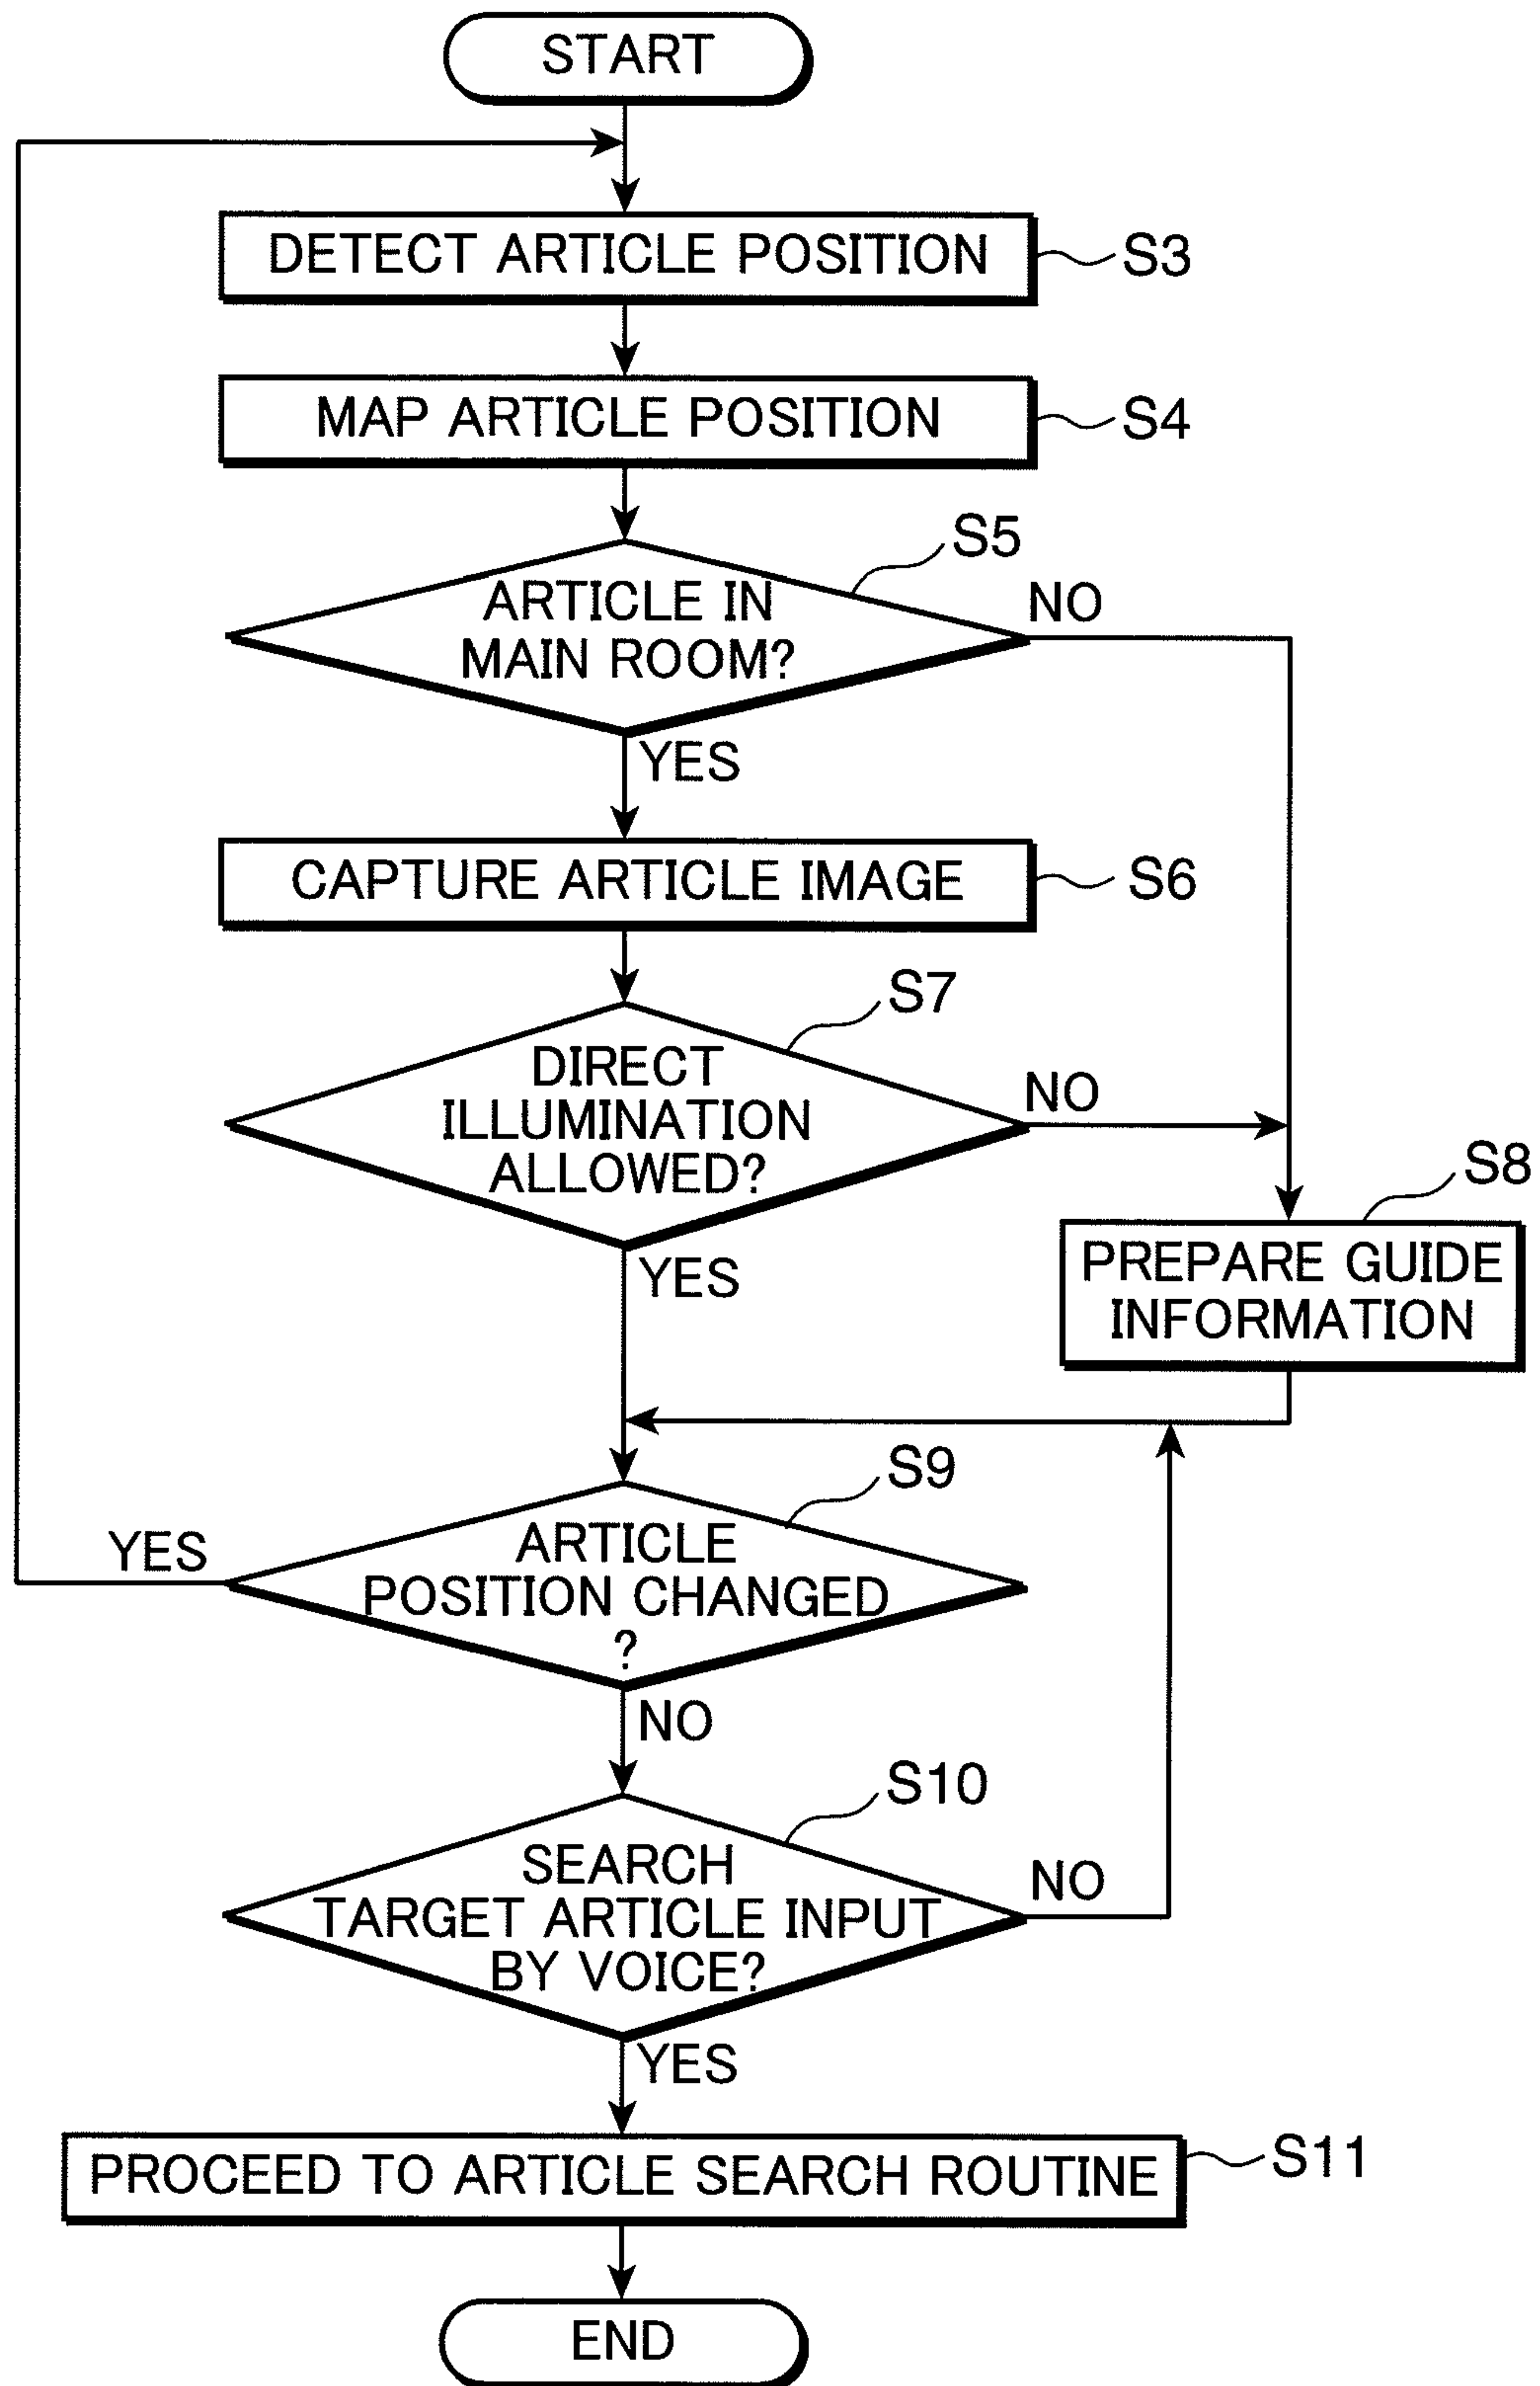 START
DETECT ARTICLE POSITION
S3
MAP ARTICLE POSITION
S4
S5
ARTICLE IN
MAIN ROOM?
NO
YES
CAPTURE ARTICLE IMAGE
S6
S7
DIRECT
ILLUMINATION
ALLOWED?
NO
YES
S8
PREPARE GUIDE
INFORMATION
S9
ARTICLE
POSITION CHANGED
?
YES
NO
S10
SEARCH
TARGET ARTICLE INPUT
BY VOICE?
NO
YES
PROCEED TO ARTICLE SEARCH ROUTINE
S11
END